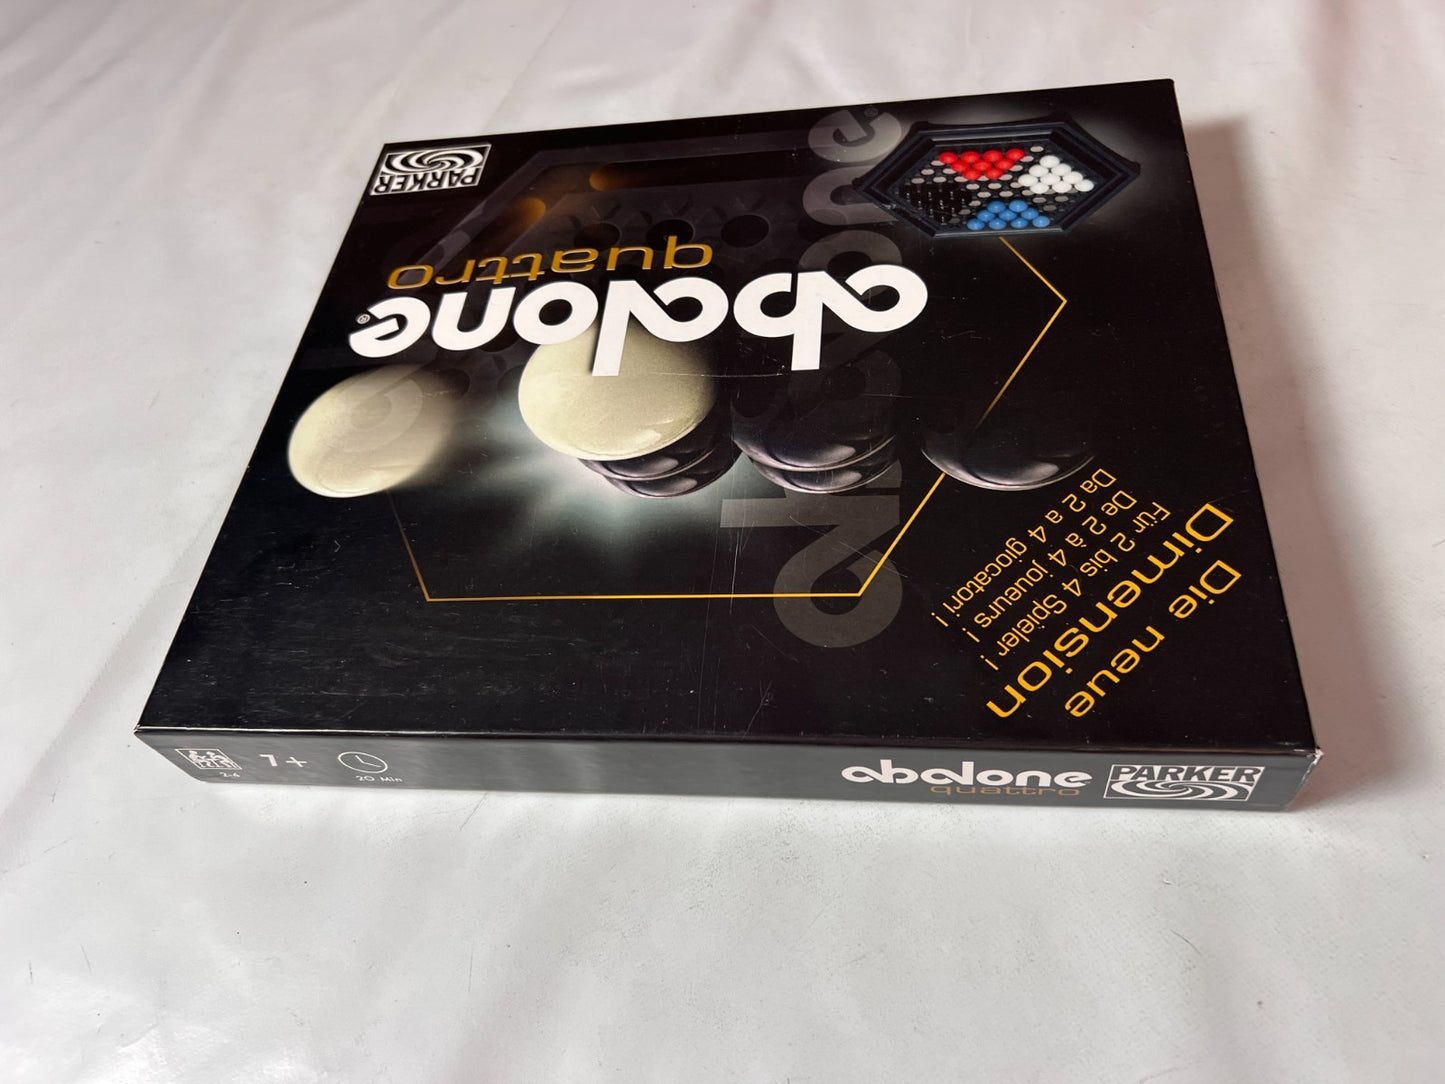 PARKER
abalone®
quattro
abalone®
Die neue
Dimension
Für 2 bis 4 Spieler !
De 2 à 4 joueurs !
Da 2 a 4 giocatori !
2-4
7+
20 Min
abalone
quattro
PARKER